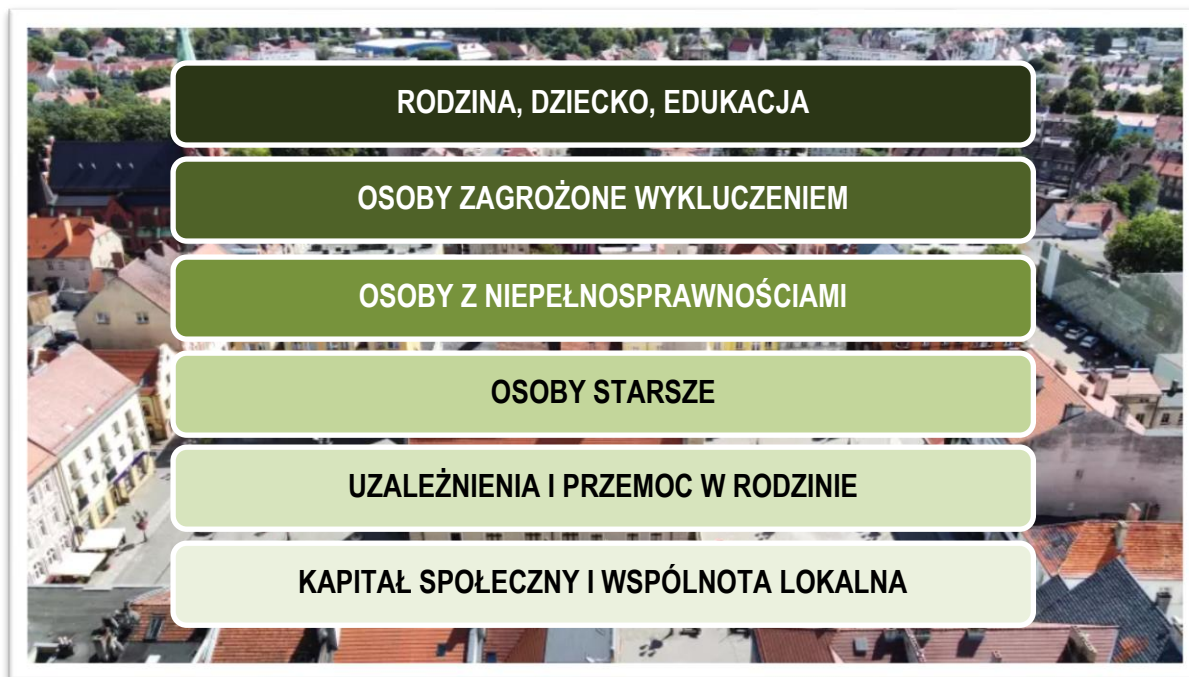 RODZINA, DZIECKO, EDUKACJA
OSOBY ZAGROŻONE WYKLUCZENIEM
OSOBY Z NIEPEŁNOSPRAWNOŚCIAMI
OSOBY STARSZE
UZALEŻNIENIA I PRZEMOC W RODZINIE
KAPITAŁ SPOŁECZNY I WSPÓLNOTA LOKALNA